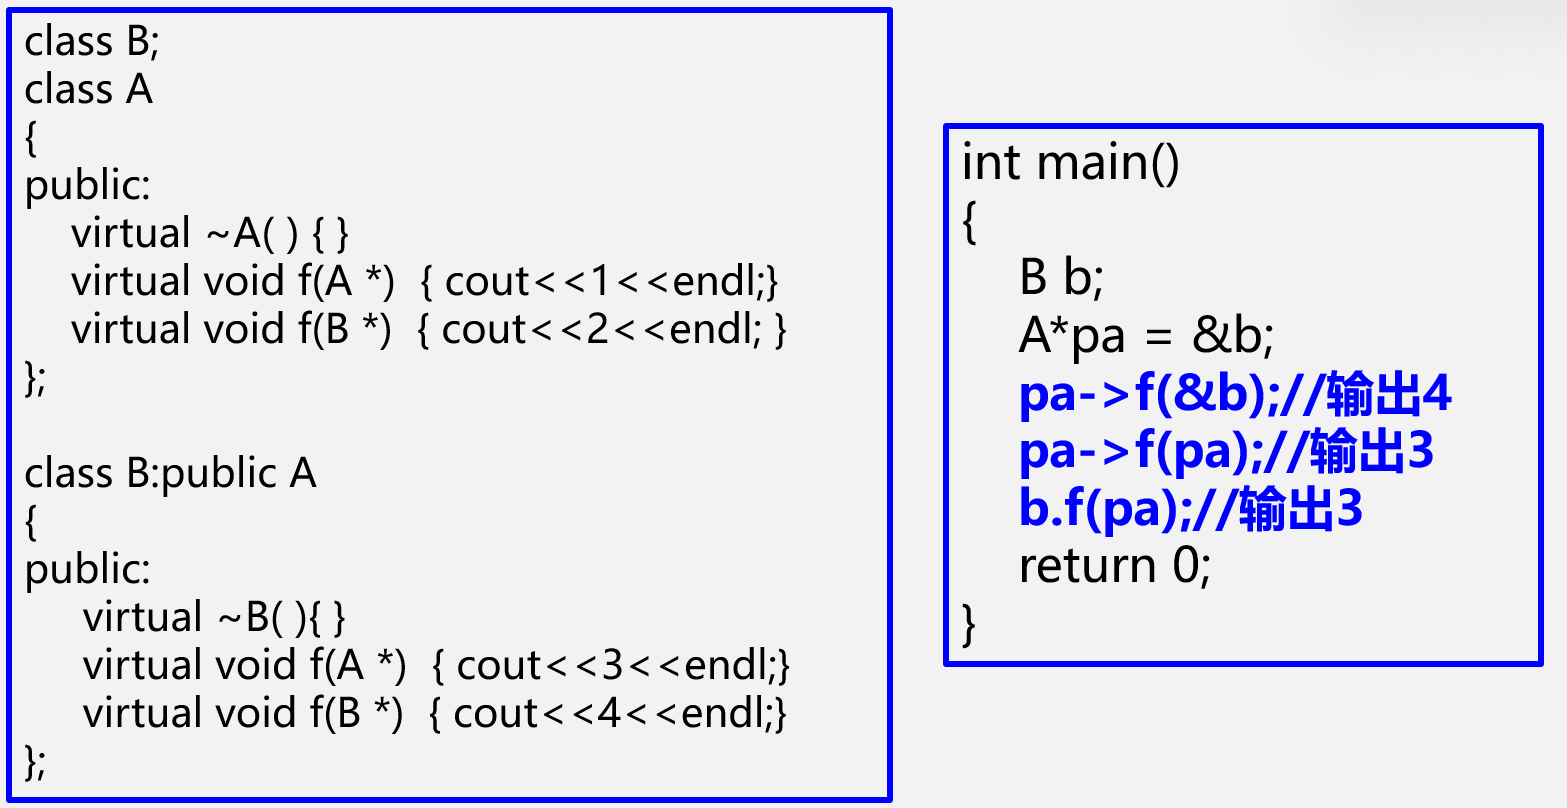 class B;
class A
{
public:
virtual ~A( ) { }
virtual void f(A *) { cout<<1<<endl;}
virtual void f(B *) { cout<<2<<endl; }
};
class B:public A
{
public:
virtual ~B( ){ }
virtual void f(A *) { cout<<3<<endl;}
virtual void f(B *) { cout<<4<<endl;}
};
int main()
{
B b;
A*pa = &b;
pa->f(&b);//输出4
pa->f(pa);//输出3
b.f(pa);//输出3
return 0;
}